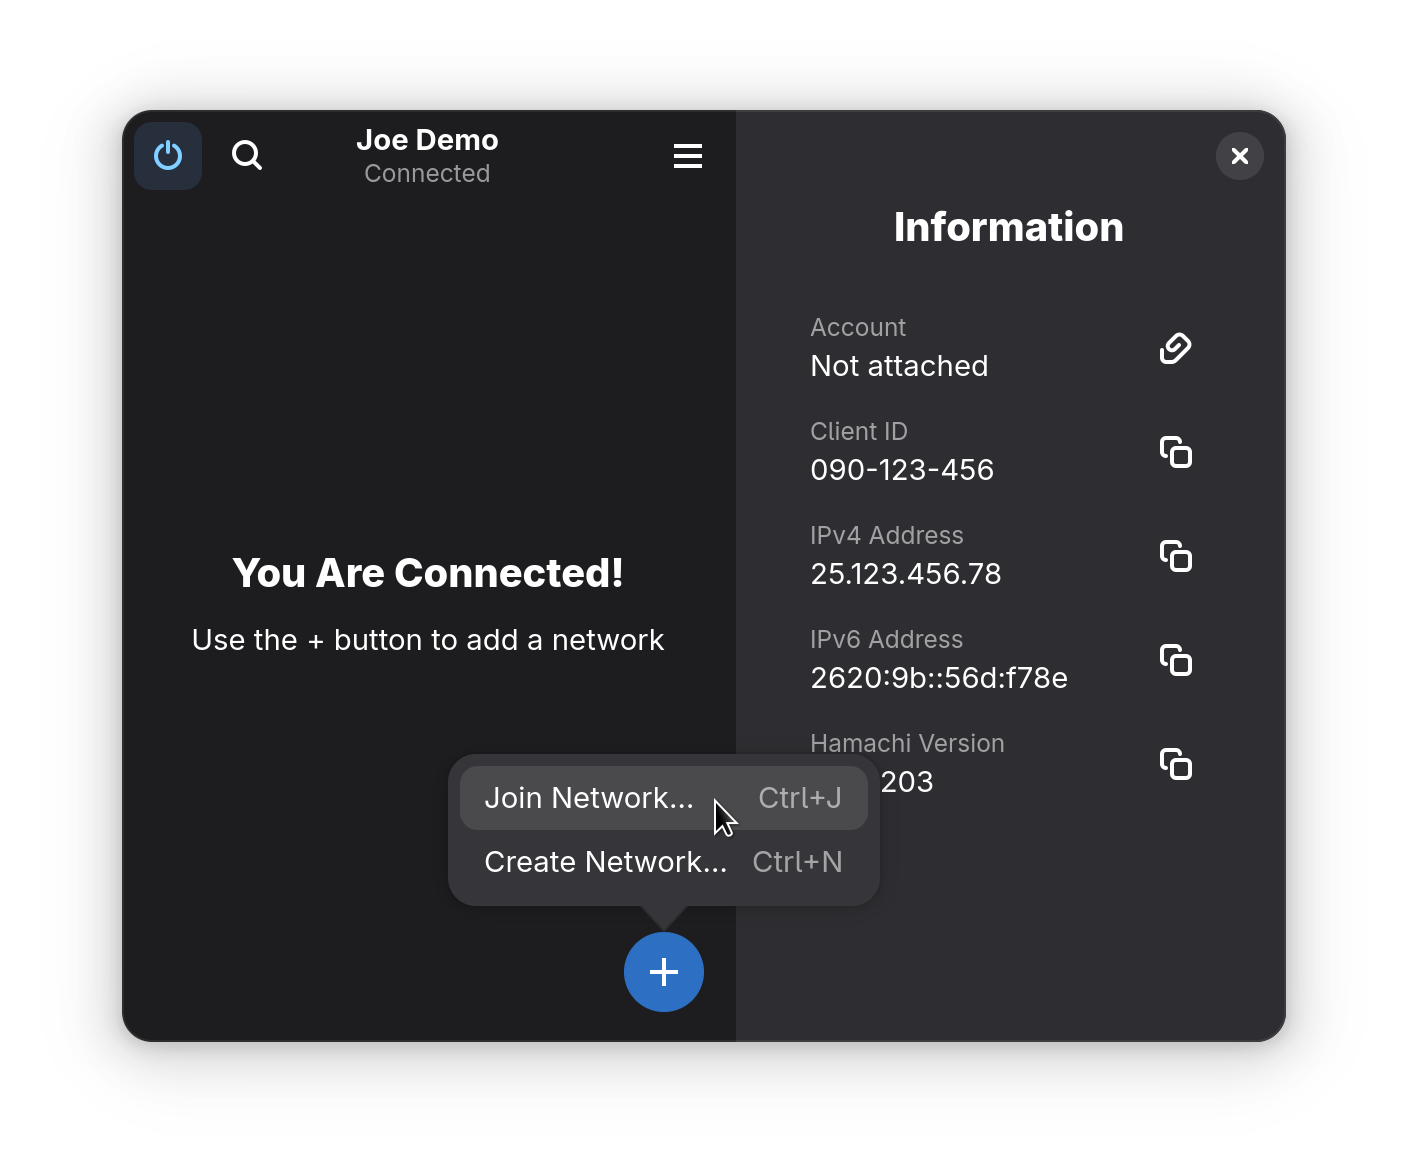 Joe Demo
Connected
You Are Connected!
Use the + button to add a network
Information
Account
Not attached
Client ID
090-123-456
IPv4 Address
25.123.456.78
IPv6 Address
2620:9b::56d:f78e
Hamachi Version
203
Join Network... Ctrl+J
Create Network... Ctrl+N